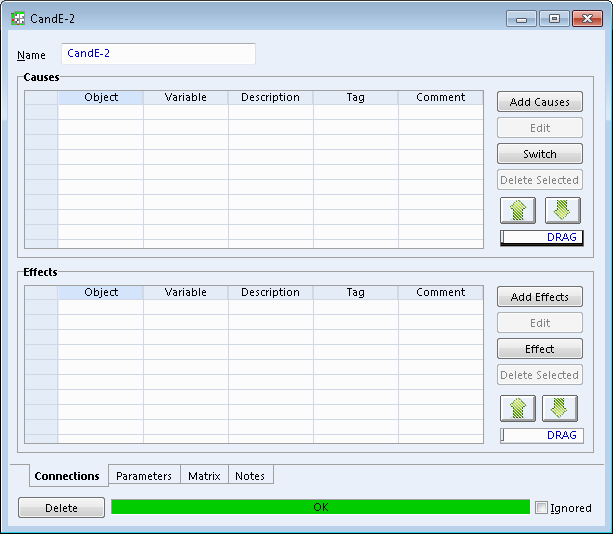 CandE-2
Name CandE-2
Causes
Object Variable Description Tag Comment
Add Causes
Edit
Switch
Delete Selected
DRAG
Effects
Object Variable Description Tag Comment
Add Effects
Edit
Effect
Delete Selected
DRAG
Connections Parameters Matrix Notes
Delete OK Ignored